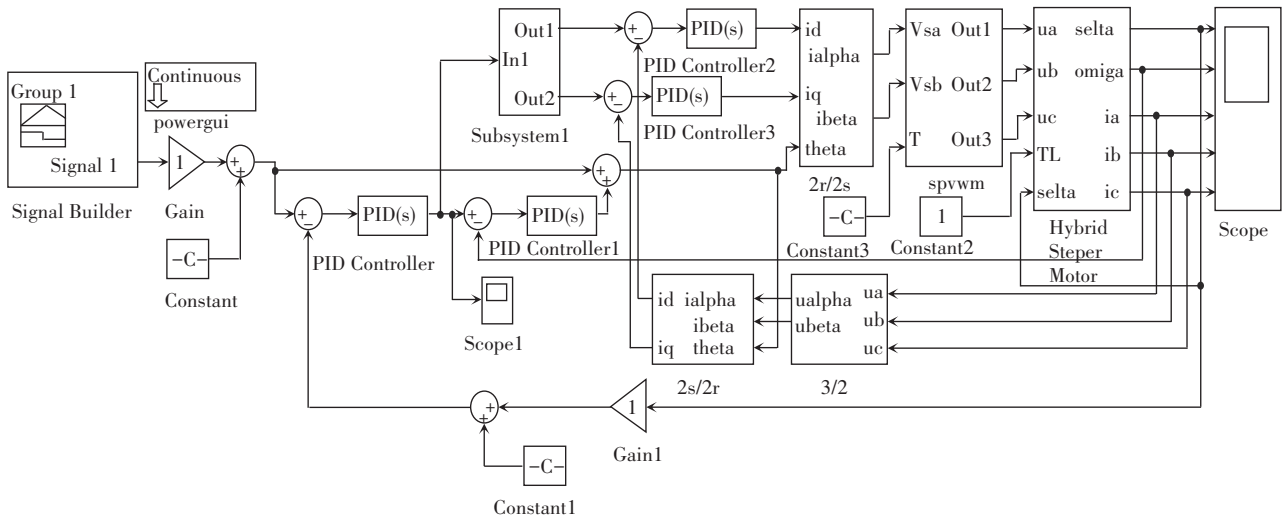 Group 1
Signal 1
Signal Builder
Continuous
powergui
1
Gain
-C-
Constant
PID(s)
PID Controller
Out1
In1
Out2
Subsystem1
PID(s)
PID Controller2
PID(s)
PID Controller3
PID(s)
PID Controller1
Scope1
id
ialpha
iq
ibeta
theta
2r/2s
Vsa Out1
Vsb Out2
T Out3
spvwm
-C-
Constant3
1
Constant2
ua selta
ub omiga
uc ia
TL ib
selta ic
Hybrid
Steper
Motor
Scope
id ialpha
ibeta
iq theta
2s/2r
ualpha ua
ubeta ub
uc
3/2
1
Gain1
-C-
Constant1